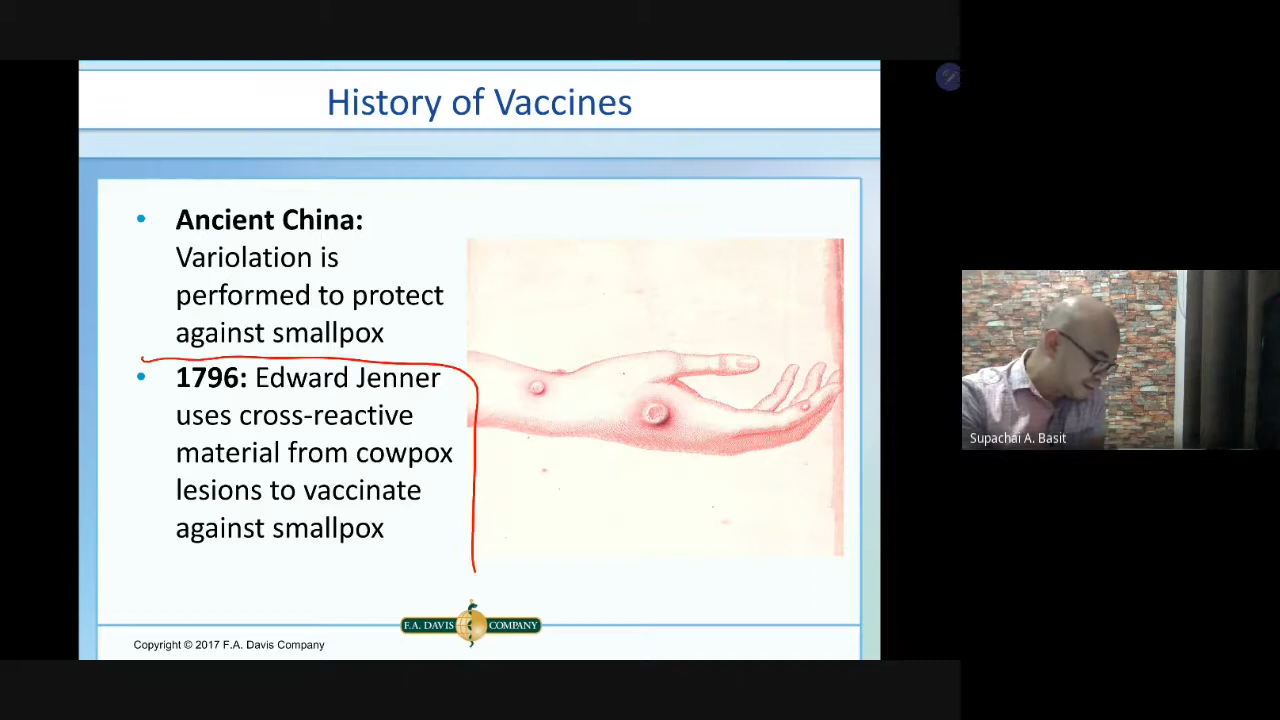 History of Vaccines
• Ancient China:
Variolation is
performed to protect
against smallpox
• 1796: Edward Jenner
uses cross-reactive
material from cowpox
lesions to vaccinate
against smallpox
F.A. DAVIS COMPANY
Copyright © 2017 F.A. Davis Company
Supachai A. Basit